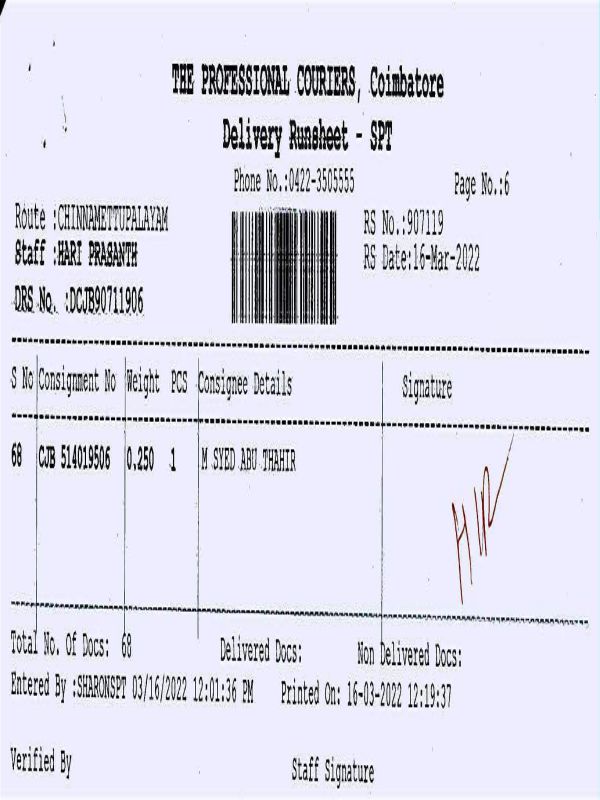 THE PROFESSIONAL COURIERS, Coimbatore
Delivery Runsheet - SPT
Phone No.:0422-3505555 Page No.:6
Route :CHINNAMETTUPALAYAM RS No.:907119
Staff :HARI PRASANTH RS Date:16-Mar-2022
DRS No. :DCJB90711906
S No Consignment No Weight PCS Consignee Details Signature
68 CJB 514019506 0.250 1 M SYED ABU THAHIR
Total No. Of Docs: 68 Delivered Docs: Non Delivered Docs:
Entered By :SHARONSPT 03/16/2022 12:01:36 PM Printed On: 16-03-2022 12:19:37
Verified By Staff Signature